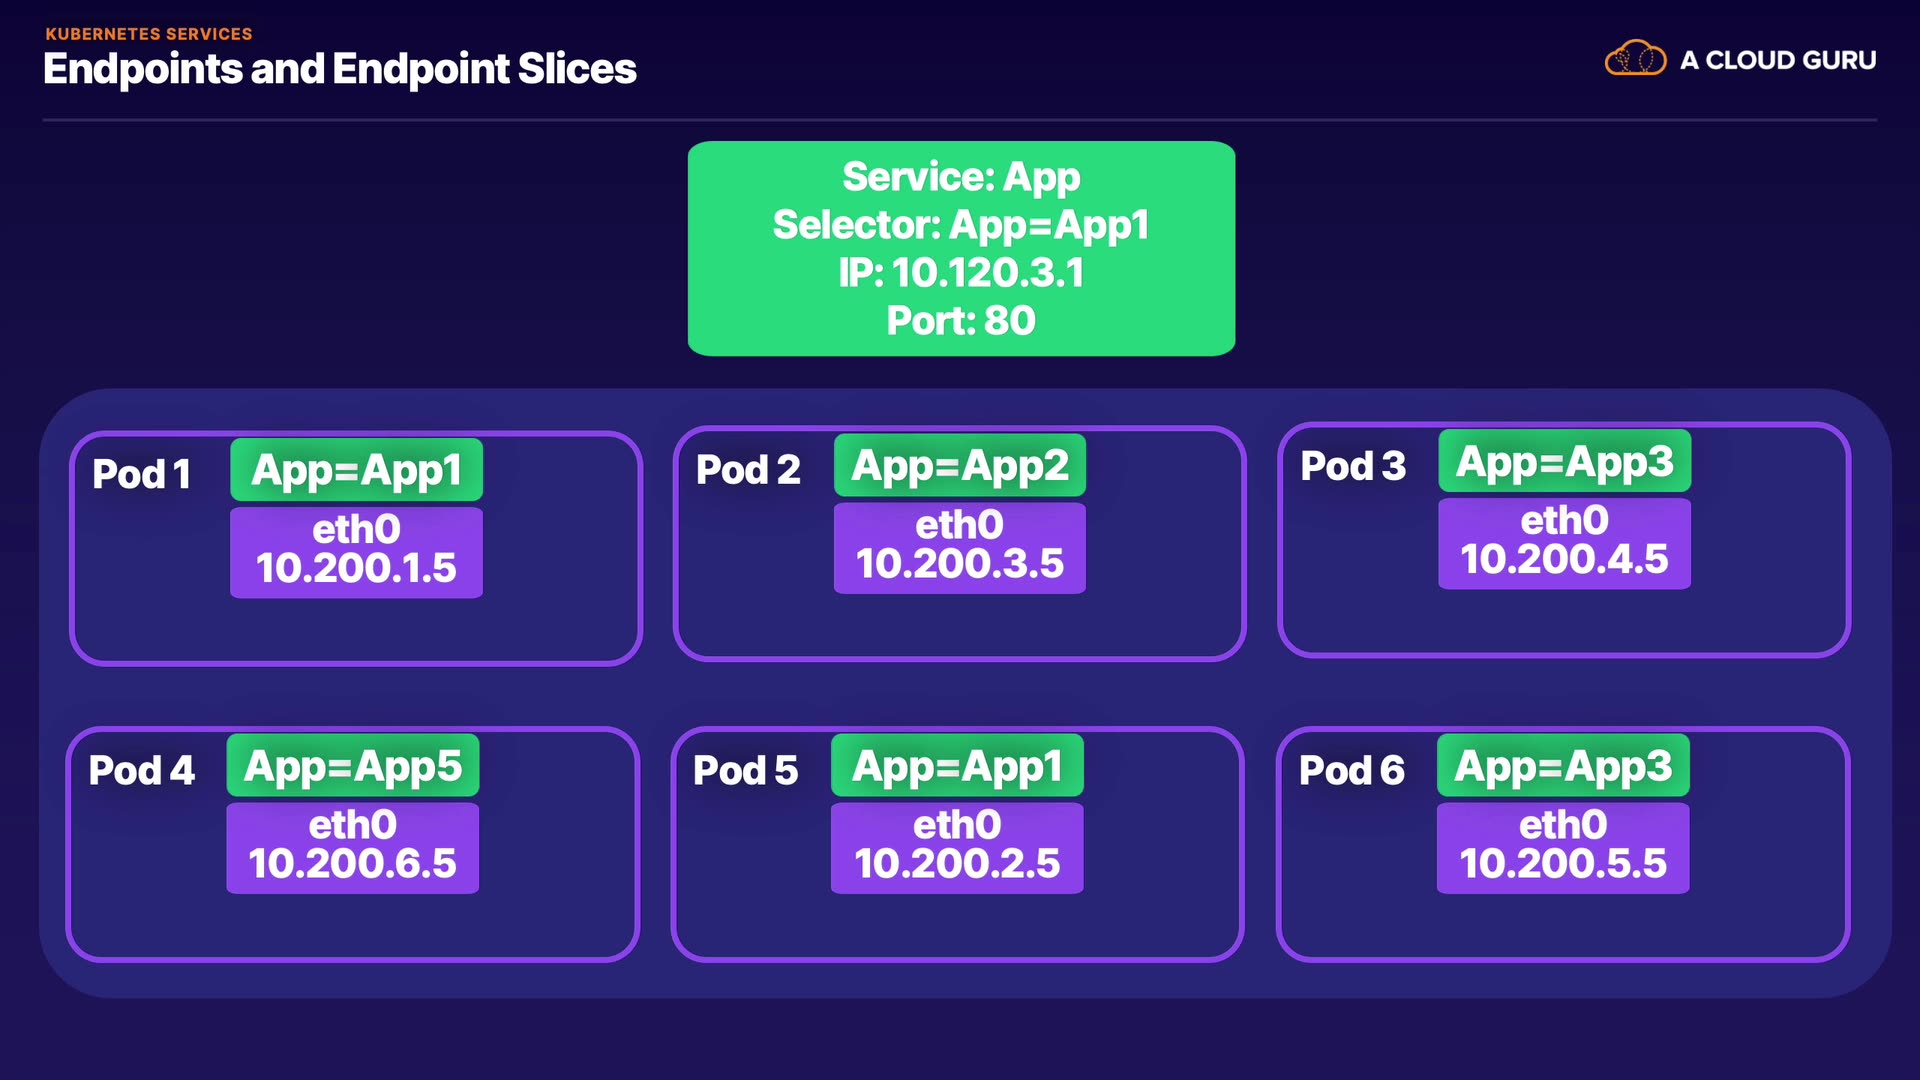 KUBERNETES SERVICES
Endpoints and Endpoint Slices
A CLOUD GURU
Service: App
Selector: App=App1
IP: 10.120.3.1
Port: 80
Pod 1
App=App1
eth0
10.200.1.5
Pod 2
App=App2
eth0
10.200.3.5
Pod 3
App=App3
eth0
10.200.4.5
Pod 4
App=App5
eth0
10.200.6.5
Pod 5
App=App1
eth0
10.200.2.5
Pod 6
App=App3
eth0
10.200.5.5